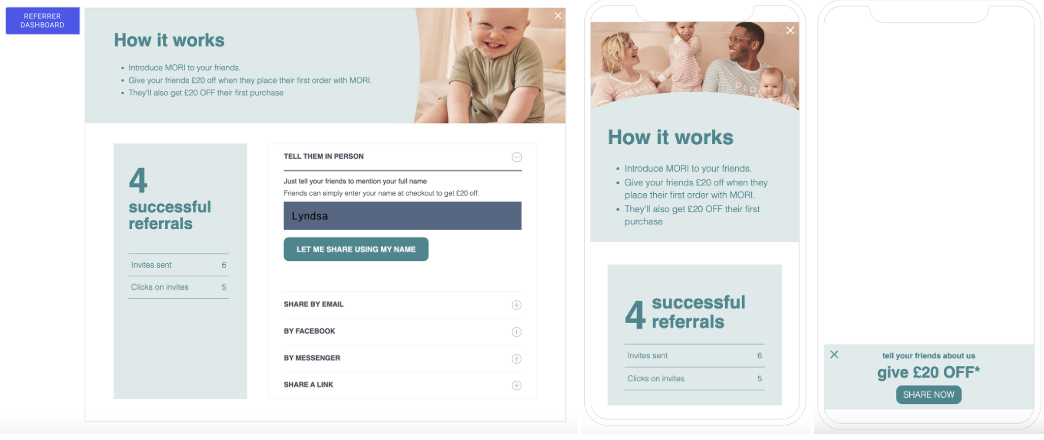 REFERRER
DASHBOARD
How it works
• Introduce MORI to your friends.
• Give your friends £20 off when they place their first order with MORI.
• They'll also get £20 OFF their first purchase
4
successful
referrals
Invites sent 6
Clicks on invites 5
TELL THEM IN PERSON
Just tell your friends to mention your full name
Friends can simply enter your name at checkout to get £20 off.
Lyndsa
LET ME SHARE USING MY NAME
SHARE BY EMAIL
BY FACEBOOK
BY MESSENGER
SHARE A LINK
How it works
• Introduce MORI to your friends.
• Give your friends £20 off when they
place their first order with MORI.
• They'll also get £20 OFF their first
purchase
4 successful
referrals
Invites sent 6
Clicks on invites 5
tell your friends about us
give £20 OFF*
SHARE NOW